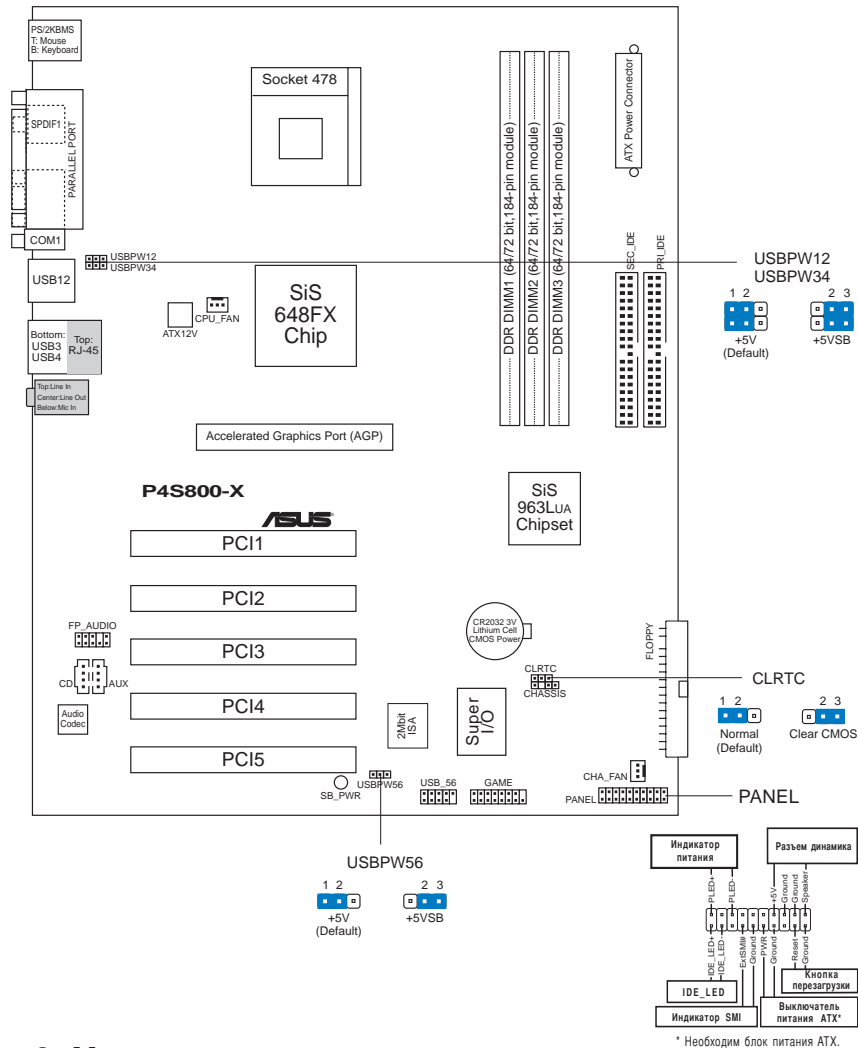 PS/2KBMS
T: Mouse
B: Keyboard
SPDIF1
PARALLEL PORT
COM1
USB12
USBPW12
USBPW34
Bottom:
USB3
USB4
Top:
RJ-45
Top:Line In
Center:Line Out
Below:Mic In
Socket 478
ATX12V
CPU_FAN
SiS
648FX
Chip
DDR DIMM1 (64/72 bit,184-pin module)
DDR DIMM2 (64/72 bit,184-pin module)
DDR DIMM3 (64/72 bit,184-pin module)
ATX Power Connector
SEC_IDE
PRI_IDE
USBPW12
USBPW34
1 2
2 3
+5V
(Default)
+5VSB
Accelerated Graphics Port (AGP)
P4S800-X
ASUS
SiS
963LUA
Chipset
PCI1
PCI2
PCI3
PCI4
PCI5
FP_AUDIO
CD
AUX
Audio
Codec
CR2032 3V
Lithium Cell
CMOS Power
FLOPPY
CLRTC
CHASSIS
2Mbit
ISA
Super
I/O
CLRTC
1 2
2 3
Normal
(Default)
Clear CMOS
SB_PWR
USBPW56
USB_56
GAME
CHA_FAN
PANEL
PANEL
USBPW56
1 2
2 3
+5V
(Default)
+5VSB
Индикатор
питания
Разъем динамика
PLED+
PLED-
+5V
Ground
Ground
Speaker
IDE_LED+
IDE_LED-
ExtSMI#
Ground
PWR
Ground
Reset
Ground
Кнопка
перезагрузки
IDE_LED
Индикатор SMI
Выключатель
питания ATX*
* Необходим блок питания ATX.